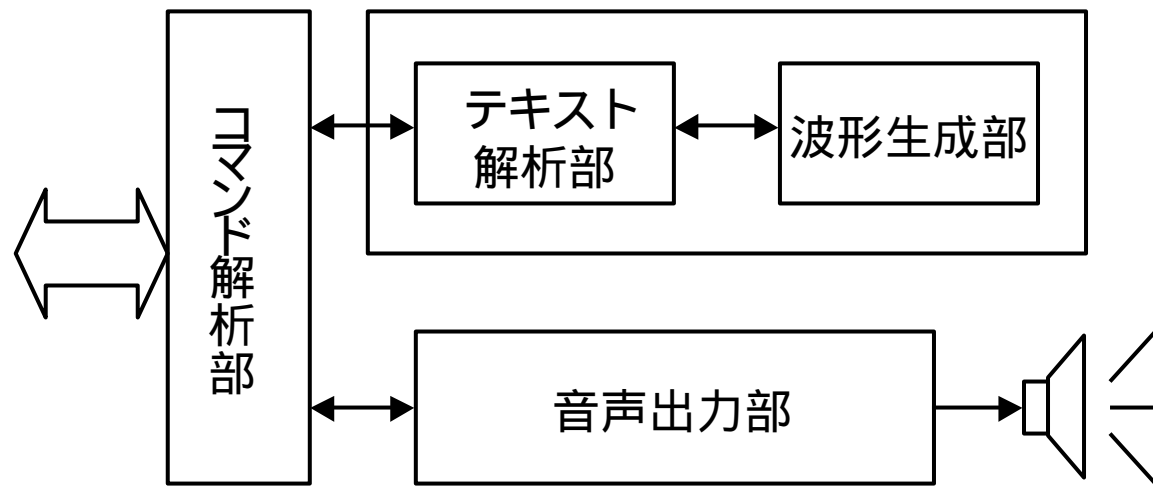 コマンド解析部
テキスト
解析部
波形生成部
音声出力部